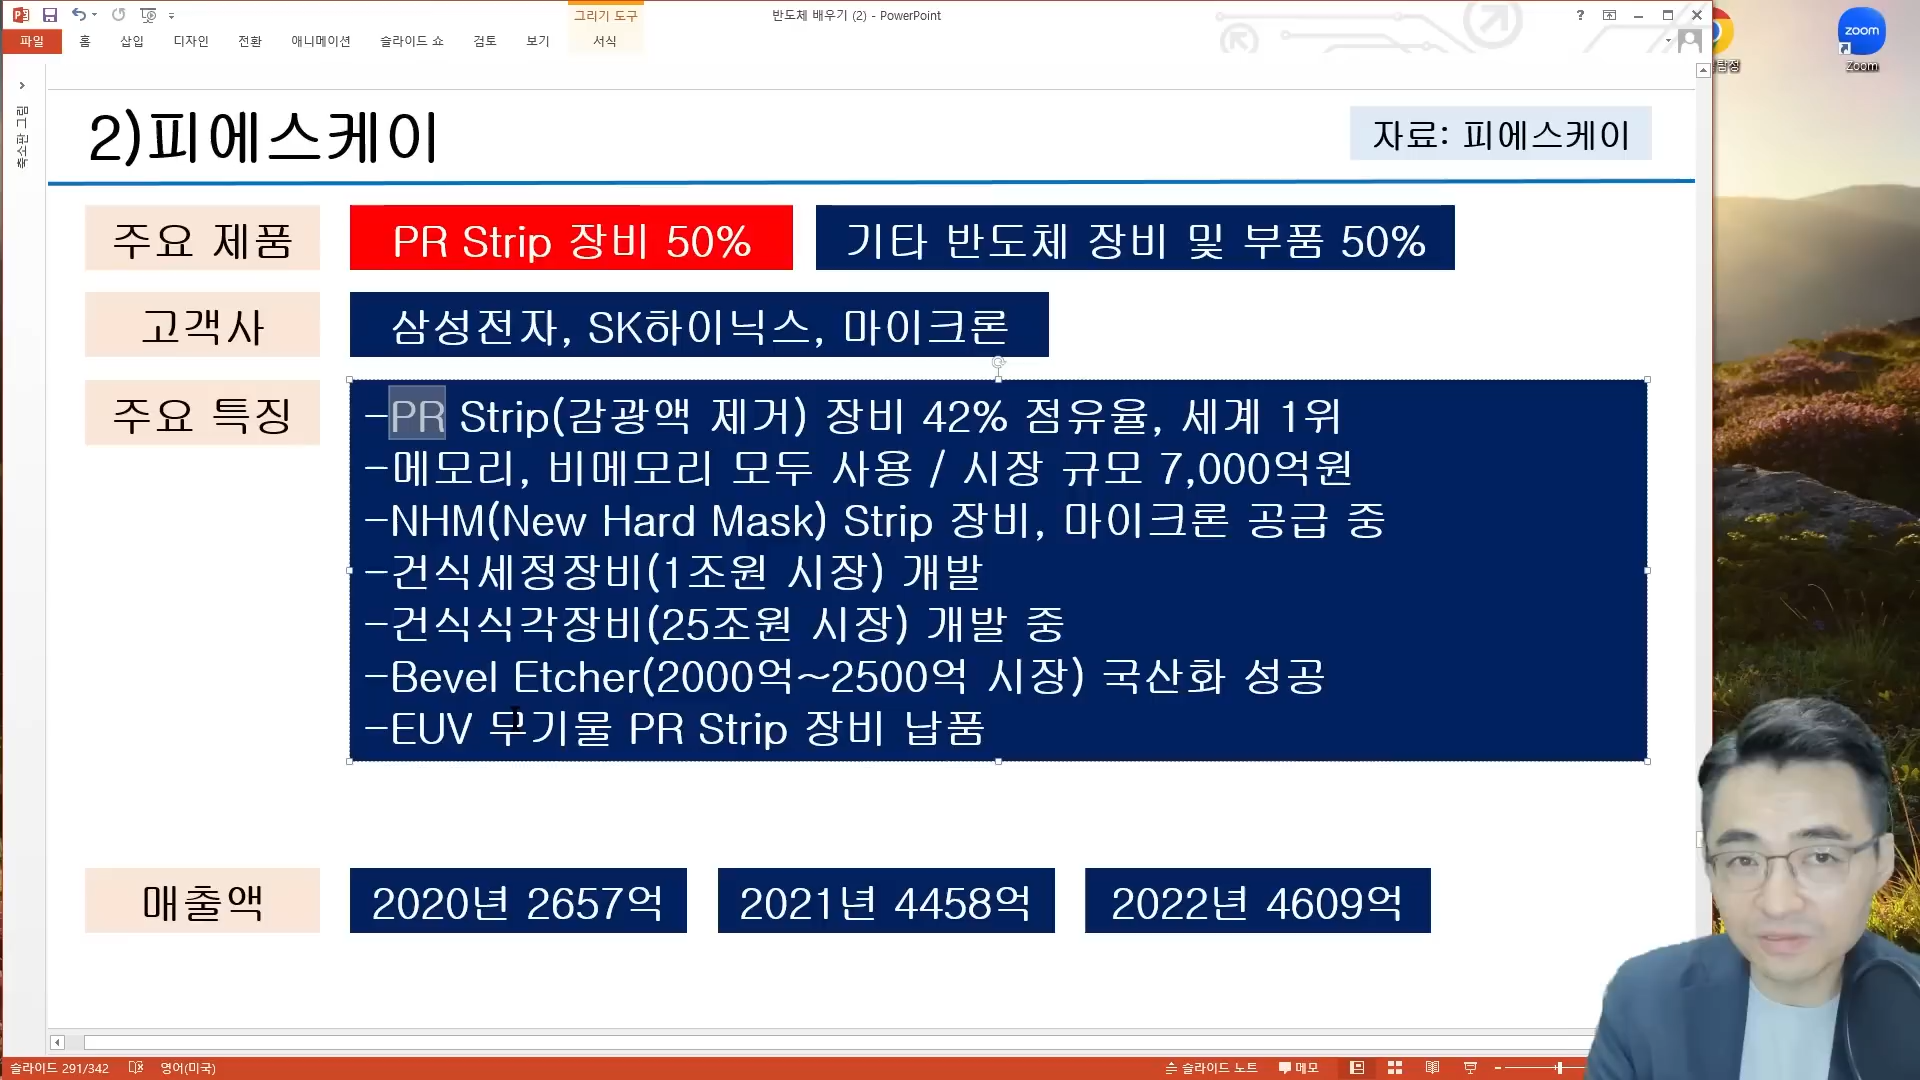 반도체 배우기 (2) - PowerPoint
그리기 도구
파일 홈 삽입 디자인 전환 애니메이션 슬라이드 쇼 검토 보기 서식
zoom
Zoom
축소판 그림
2)피에스케이
자료: 피에스케이
주요 제품
PR Strip 장비 50%
기타 반도체 장비 및 부품 50%
고객사
삼성전자, SK하이닉스, 마이크론
주요 특징
-PR Strip(감광액 제거) 장비 42% 점유율, 세계 1위
-메모리, 비메모리 모두 사용 / 시장 규모 7,000억원
-NHM(New Hard Mask) Strip 장비, 마이크론 공급 중
-건식세정장비(1조원 시장) 개발
-건식식각장비(25조원 시장) 개발 중
-Bevel Etcher(2000억~2500억 시장) 국산화 성공
-EUV 무기물 PR Strip 장비 납품
매출액
2020년 2657억
2021년 4458억
2022년 4609억
슬라이드 291/342 영어(미국) 슬라이드 노트 메모